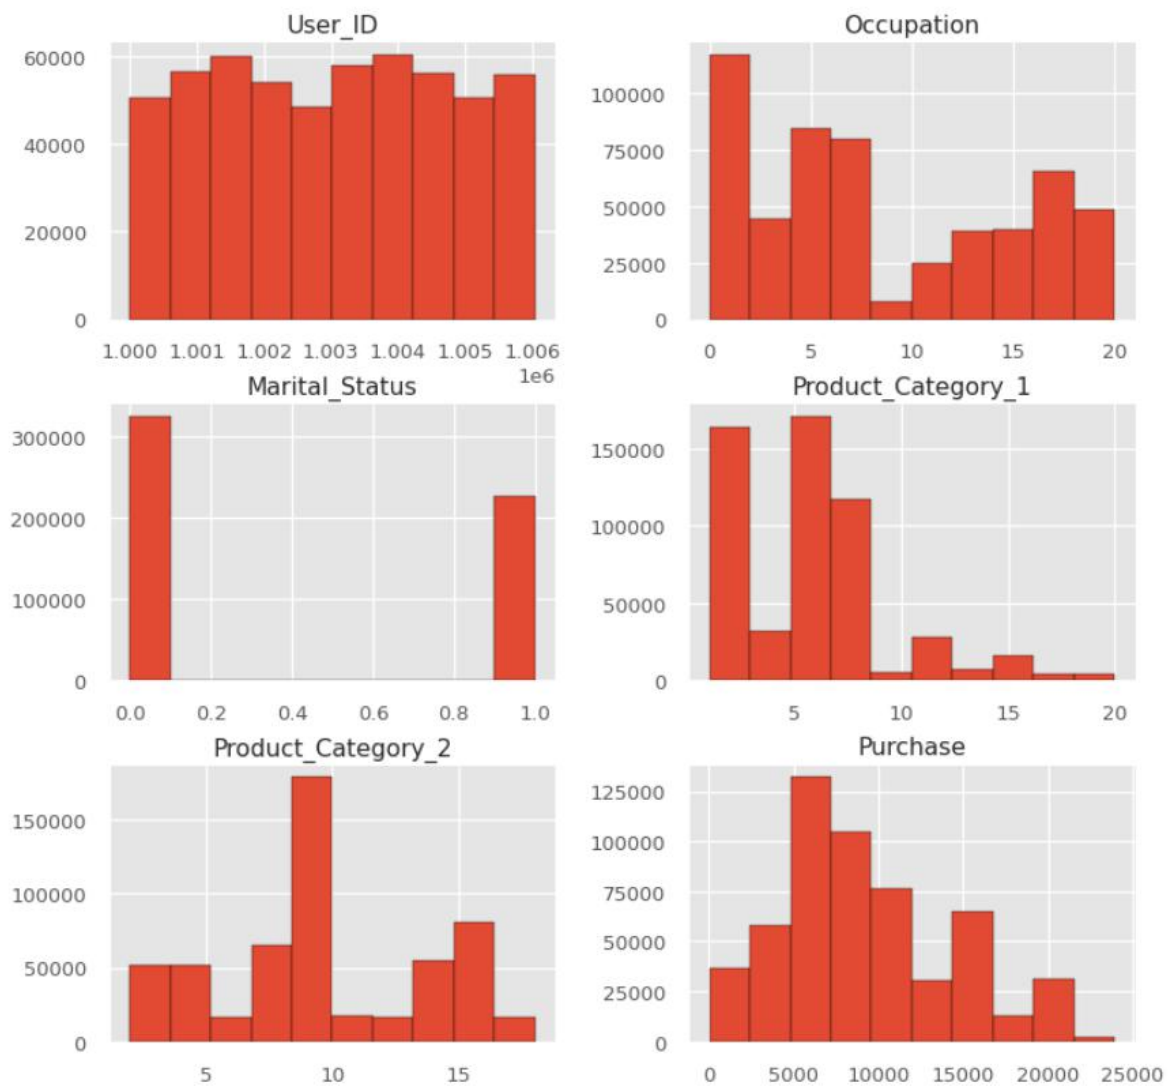 User_ID
60000
40000
20000
0
1.000 1.001 1.002 1.003 1.004 1.005 1.006
1e6
Occupation
100000
75000
50000
25000
0
0 5 10 15 20
Marital_Status
300000
200000
100000
0
0.0 0.2 0.4 0.6 0.8 1.0
Product_Category_1
150000
100000
50000
0
5 10 15 20
Product_Category_2
150000
100000
50000
0
5 10 15
Purchase
125000
100000
75000
50000
25000
0
0 5000 10000 15000 20000 25000